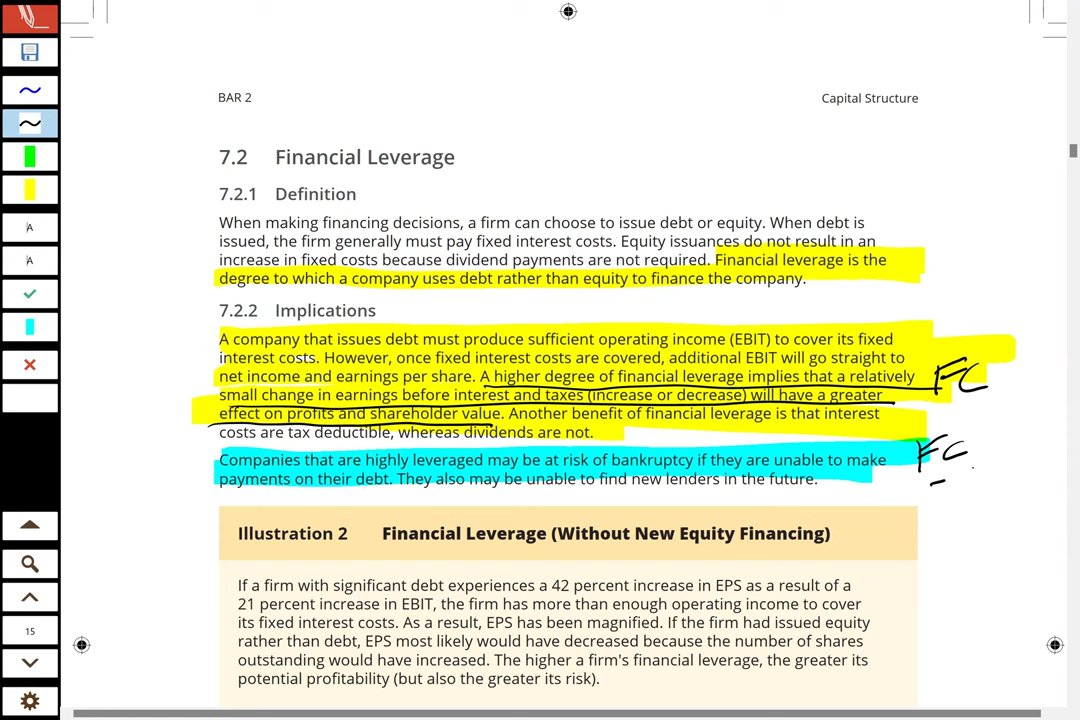 BAR 2 Capital Structure
7.2 Financial Leverage
7.2.1 Definition
When making financing decisions, a firm can choose to issue debt or equity. When debt is
issued, the firm generally must pay fixed interest costs. Equity issuances do not result in an
increase in fixed costs because dividend payments are not required. Financial leverage is the
degree to which a company uses debt rather than equity to finance the company.
7.2.2 Implications
A company that issues debt must produce sufficient operating income (EBIT) to cover its fixed
interest costs. However, once fixed interest costs are covered, additional EBIT will go straight to
net income and earnings per share. A higher degree of financial leverage implies that a relatively
FC
small change in earnings before interest and taxes (increase or decrease) will have a greater
effect on profits and shareholder value. Another benefit of financial leverage is that interest
costs are tax deductible, whereas dividends are not.
Companies that are highly leveraged may be at risk of bankruptcy if they are unable to make
FC
payments on their debt. They also may be unable to find new lenders in the future.
Illustration 2 Financial Leverage (Without New Equity Financing)
If a firm with significant debt experiences a 42 percent increase in EPS as a result of a
21 percent increase in EBIT, the firm has more than enough operating income to cover
its fixed interest costs. As a result, EPS has been magnified. If the firm had issued equity
rather than debt, EPS most likely would have decreased because the number of shares
outstanding would have increased. The higher a firm's financial leverage, the greater its
potential profitability (but also the greater its risk).
A
A
15